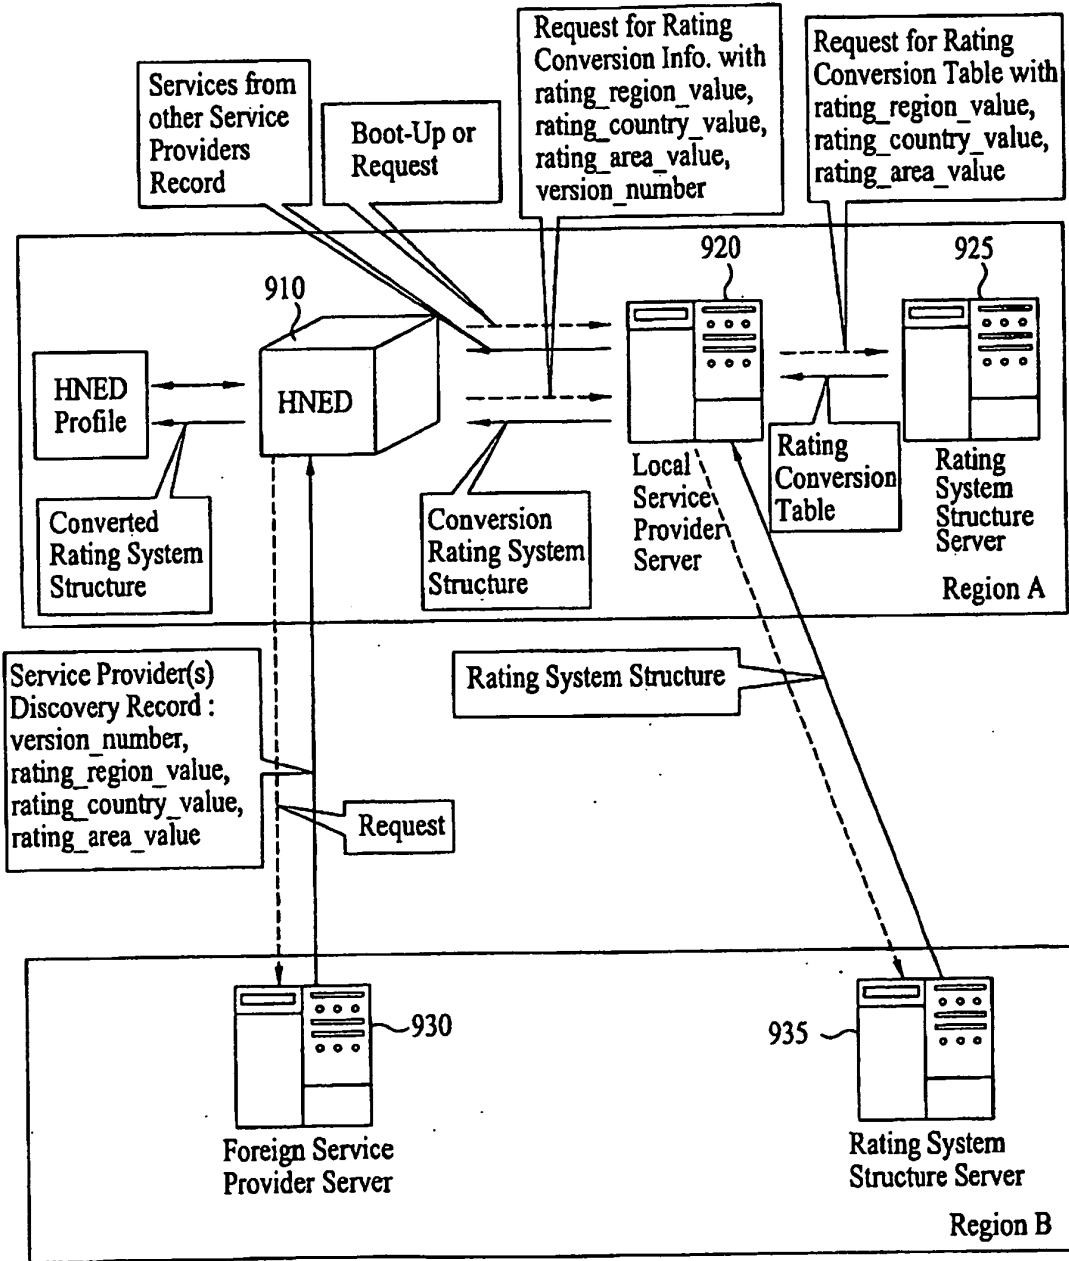 Request for Rating
Conversion Info. with
rating_region_value,
rating_country_value,
rating_area_value,
version_number
Request for Rating
Conversion Table with
rating_region_value,
rating_country_value,
rating_area_value
Services from
other Service
Providers
Record
Boot-Up or
Request
910
920
925
HNED
Profile
HNED
Local
Service
Provider
Server
Rating
Conversion
Table
Rating
System
Structure
Server
Converted
Rating System
Structure
Conversion
Rating System
Structure
Region A
Service Provider(s)
Discovery Record :
version_number,
rating_region_value,
rating_country_value,
rating_area_value
Rating System Structure
Request
930
935
Foreign Service
Provider Server
Rating System
Structure Server
Region B